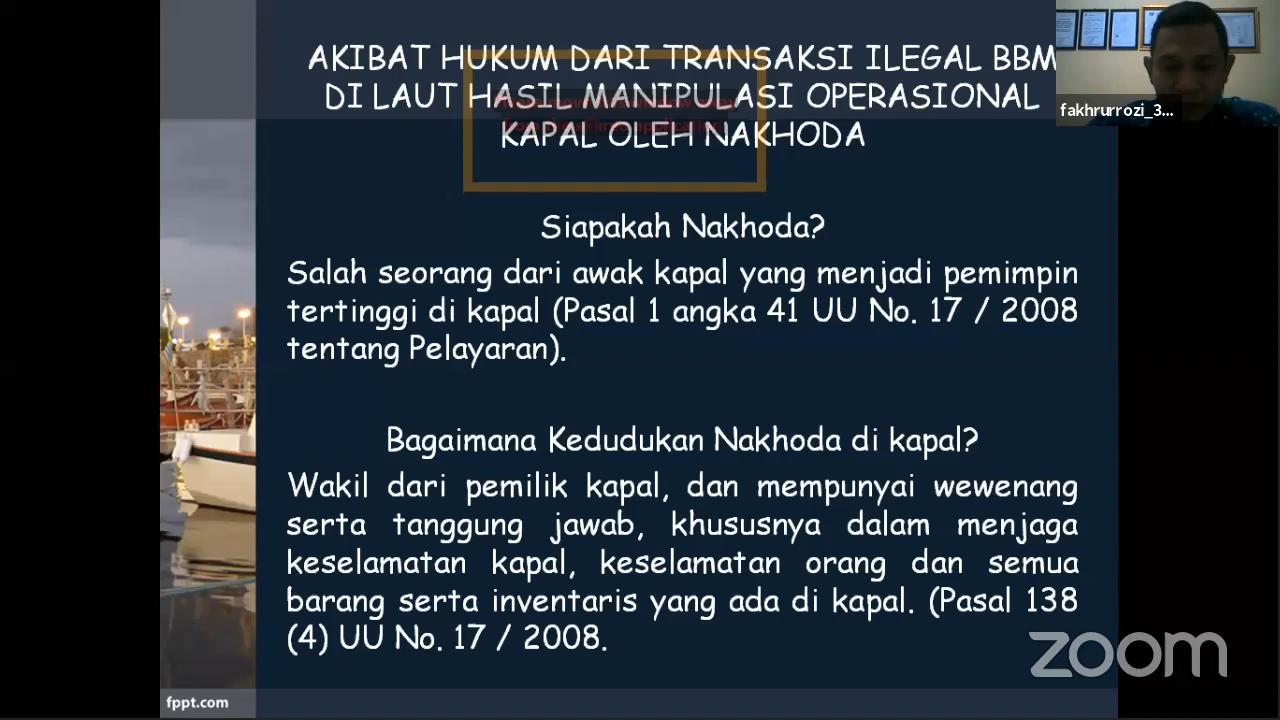 AKIBAT HUKUM DARI TRANSAKSI ILEGAL BBM
DI LAUT HASIL MANIPULASI OPERASIONAL
KAPAL OLEH NAKHODA
fakhrurrozi_3...
Siapakah Nakhoda?
Salah seorang dari awak kapal yang menjadi pemimpin
tertinggi di kapal (Pasal 1 angka 41 UU No. 17 / 2008
tentang Pelayaran).
Bagaimana Kedudukan Nakhoda di kapal?
Wakil dari pemilik kapal, dan mempunyai wewenang
serta tanggung jawab, khususnya dalam menjaga
keselamatan kapal, keselamatan orang dan semua
barang serta inventaris yang ada di kapal. (Pasal 138
(4) UU No. 17 / 2008.
zoom
fppt.com